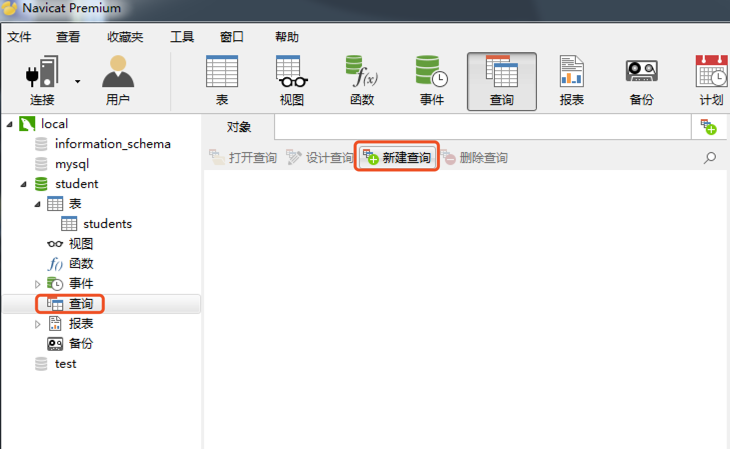 Navicat Premium
文件 查看 收藏夹 工具 窗口 帮助
连接 用户 表 视图 f(x) 函数 事件 查询 报表 备份 计划
local
information_schema
mysql
student
表
students
视图
f() 函数
事件
查询
报表
备份
test
对象
打开查询 设计查询 新建查询 删除查询